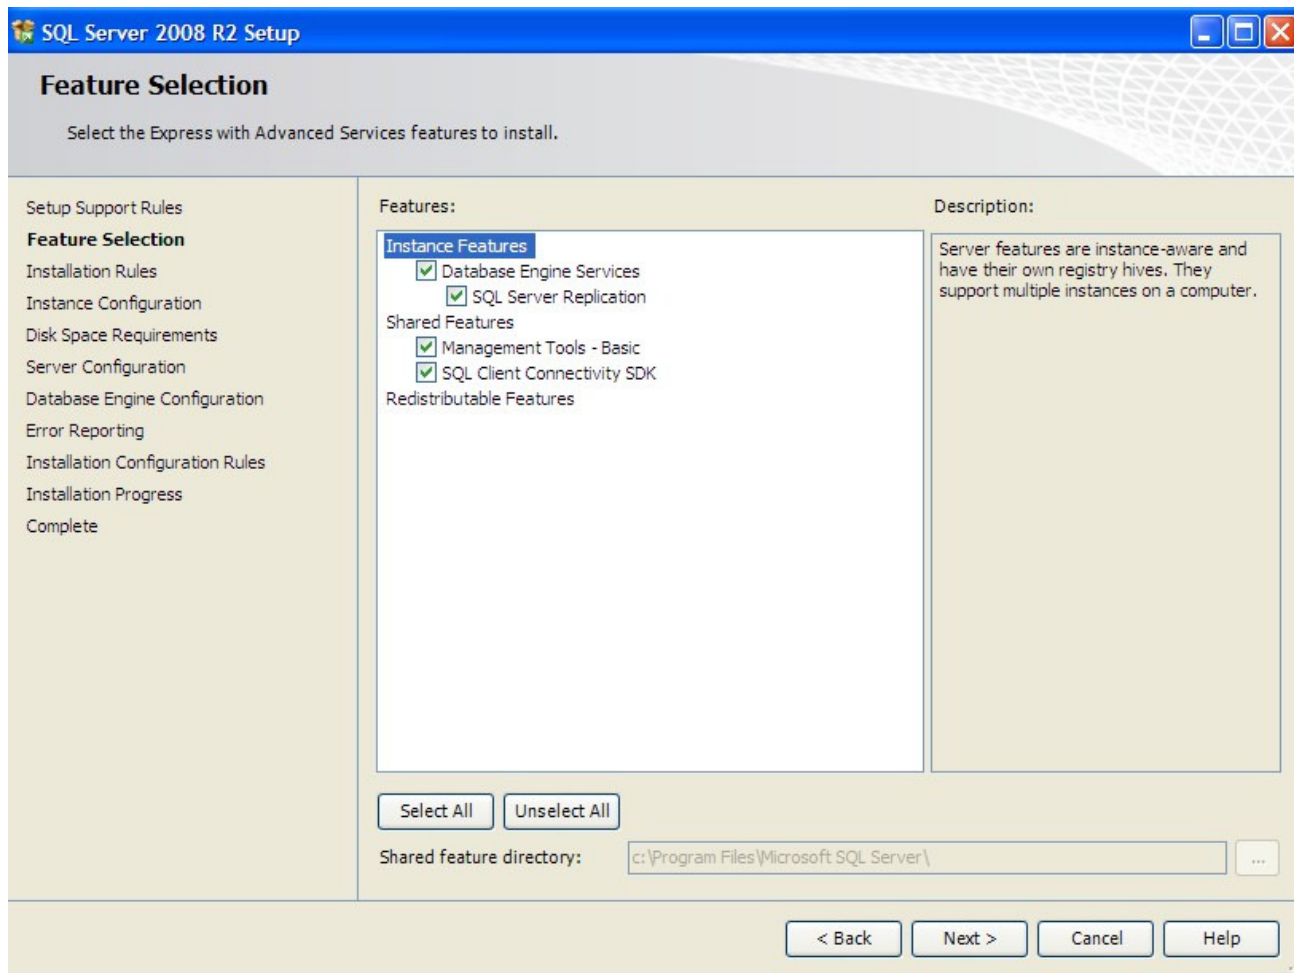 SQL Server 2008 R2 Setup
Feature Selection
Select the Express with Advanced Services features to install.
Setup Support Rules
Feature Selection
Installation Rules
Instance Configuration
Disk Space Requirements
Server Configuration
Database Engine Configuration
Error Reporting
Installation Configuration Rules
Installation Progress
Complete
Features:
Instance Features
Database Engine Services
SQL Server Replication
Shared Features
Management Tools - Basic
SQL Client Connectivity SDK
Redistributable Features
Description:
Server features are instance-aware and
have their own registry hives. They
support multiple instances on a computer.
Select All
Unselect All
Shared feature directory:
c:\Program Files\Microsoft SQL Server\
...
< Back
Next >
Cancel
Help